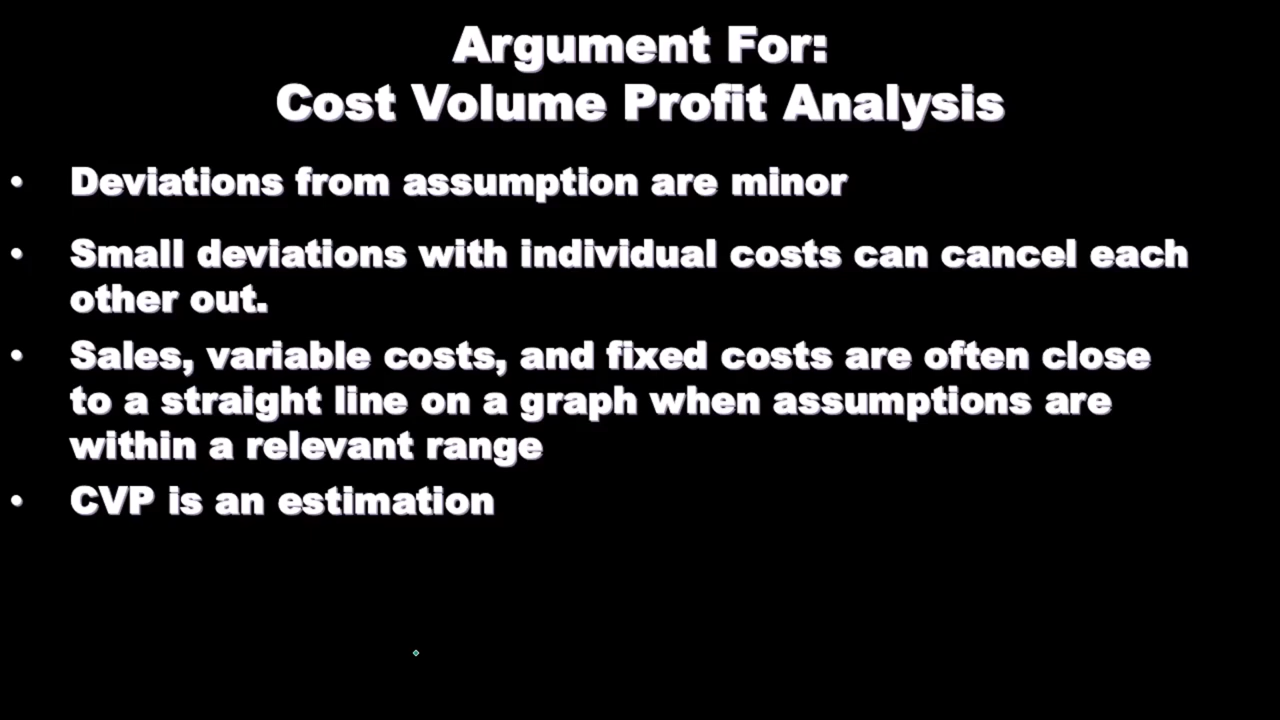 Argument For:
Cost Volume Profit Analysis
• Deviations from assumption are minor
• Small deviations with individual costs can cancel each
other out.
• Sales, variable costs, and fixed costs are often close
to a straight line on a graph when assumptions are
within a relevant range
• CVP is an estimation